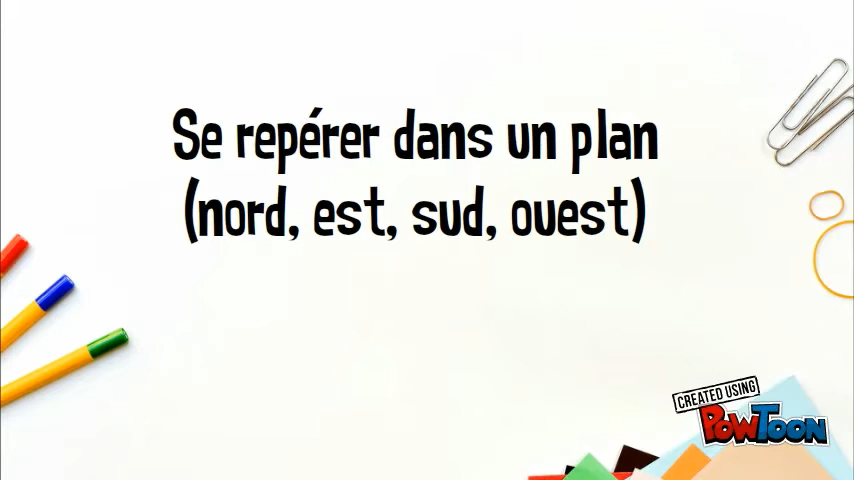 Se repérer dans un plan
(nord, est, sud, ouest)
CREATED USING
POWTOON